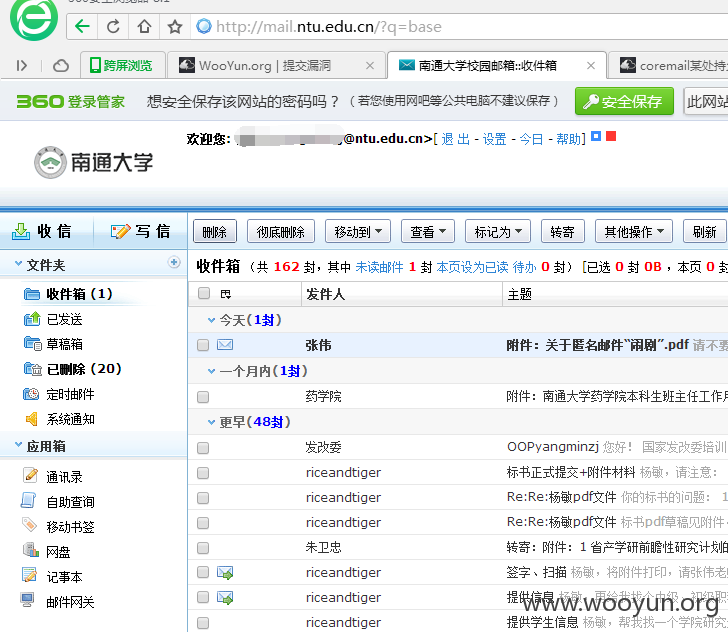 http://mail.ntu.edu.cn/?q=base
跨屏浏览 WooYun.org | 提交漏洞 南通大学校园邮箱::收件箱 coremail某处持
360登录管家 想安全保存该网站的密码吗？（若您使用网吧等公共电脑不建议保存） 安全保存 此网站
欢迎您: @ntu.edu.cn>[ 退出 - 设置 - 今日 - 帮助]
南通大学
收信 写信 删除 彻底删除 移动到 查看 标记为 转寄 其他操作 刷新
文件夹
收件箱 （共 162 封，其中 未读邮件 1 封 本页设为已读 待办 0 封） [已选 0 封 0B ，本页 0 封
收件箱 (1)
发件人 主题
已发送
今天(1封)
草稿箱
张伟 附件：关于匿名邮件“闹剧”.pdf 请不要
已删除 (20)
一个月内(1封)
定时邮件
药学院 附件：南通大学药学院本科生班主任工作
系统通知
更早(48封)
应用箱
发改委 OOPyangminzj 您好！ 国家发改委培训
通讯录
riceandtiger 标书正式提交+附件材料 杨敏，请注意：
自助查询
riceandtiger Re:Re:杨敏pdf文件 你的标书的问题： 1
移动书签
riceandtiger Re:Re:杨敏pdf文件 标书pdf草稿见附件
网盘
朱卫忠 转寄：附件：1 省产学研前瞻性研究计划的
记事本
riceandtiger 签字、扫描 杨敏，将附件打印，请张伟老
邮件网关
riceandtiger 提供信息 杨敏，
riceandtiger 提供学生信息 杨敏，帮我找一个学院研究
www.wooyun.org